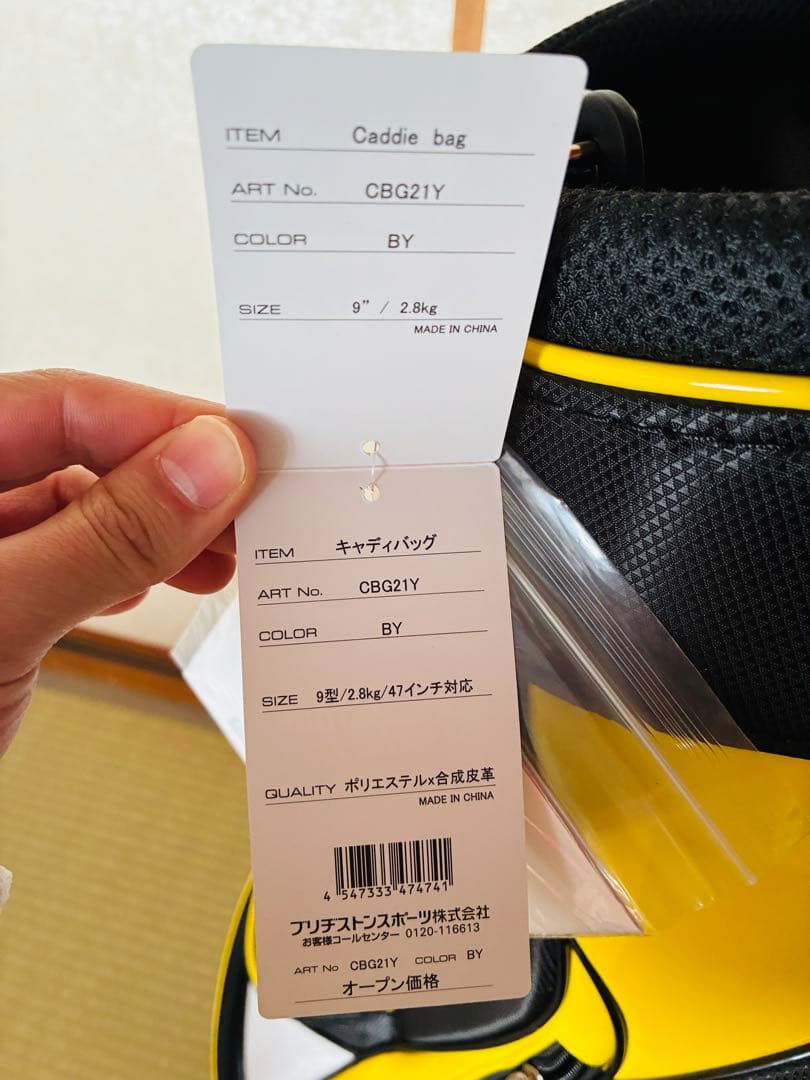 ITEM Caddie bag
ART No. CBG21Y
COLOR BY
SIZE 9” / 2.8kg
MADE IN CHINA
ITEM キャディバッグ
ART No. CBG21Y
COLOR BY
SIZE 9型/2.8kg/47インチ対応
QUALITY ポリエステルx合成皮革
MADE IN CHINA
4 547333 474741
ブリヂストンスポーツ株式会社
お客様コールセンター 0120-116613
ART No CBG21Y COLOR BY
オープン価格